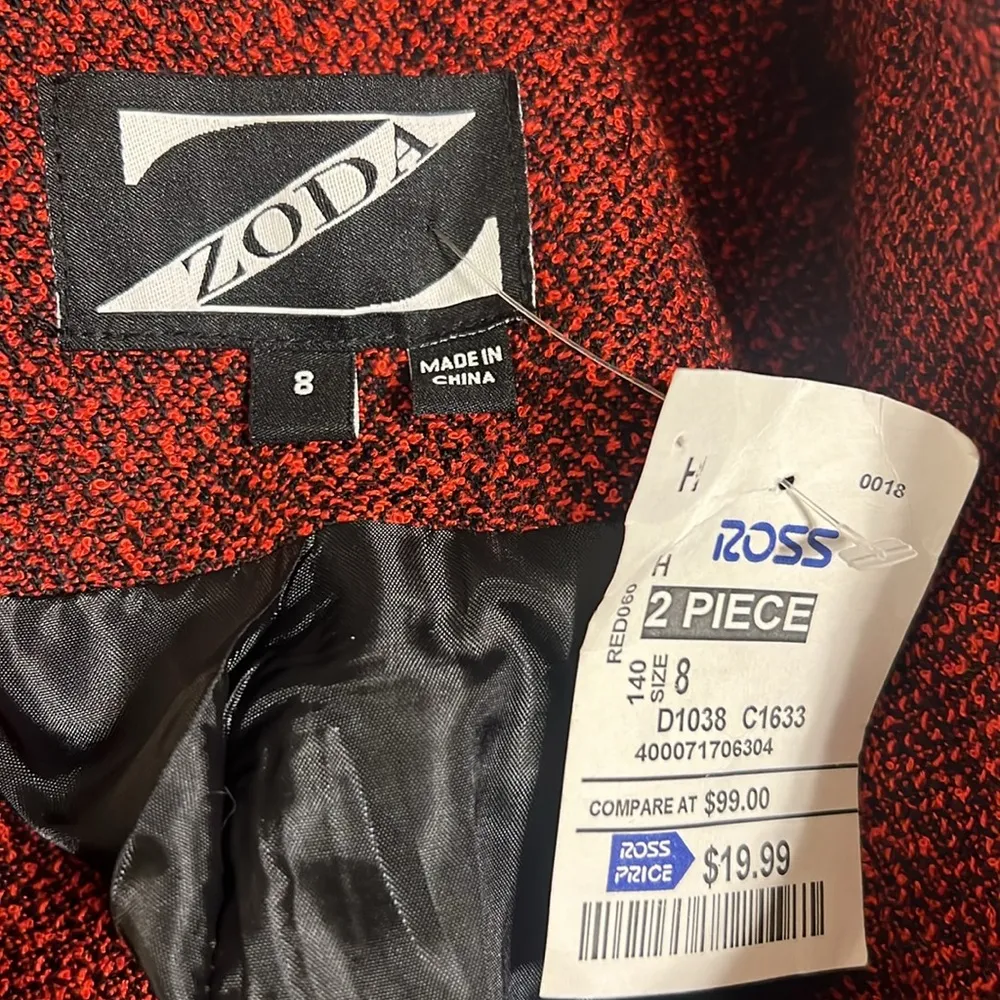 ZODA
8
MADE IN
CHINA
H 0018
ROSS
H
2 PIECE
RED060
140
SIZE 8
D1038 C1633
400071706304
COMPARE AT $99.00
ROSS
PRICE
$19.99